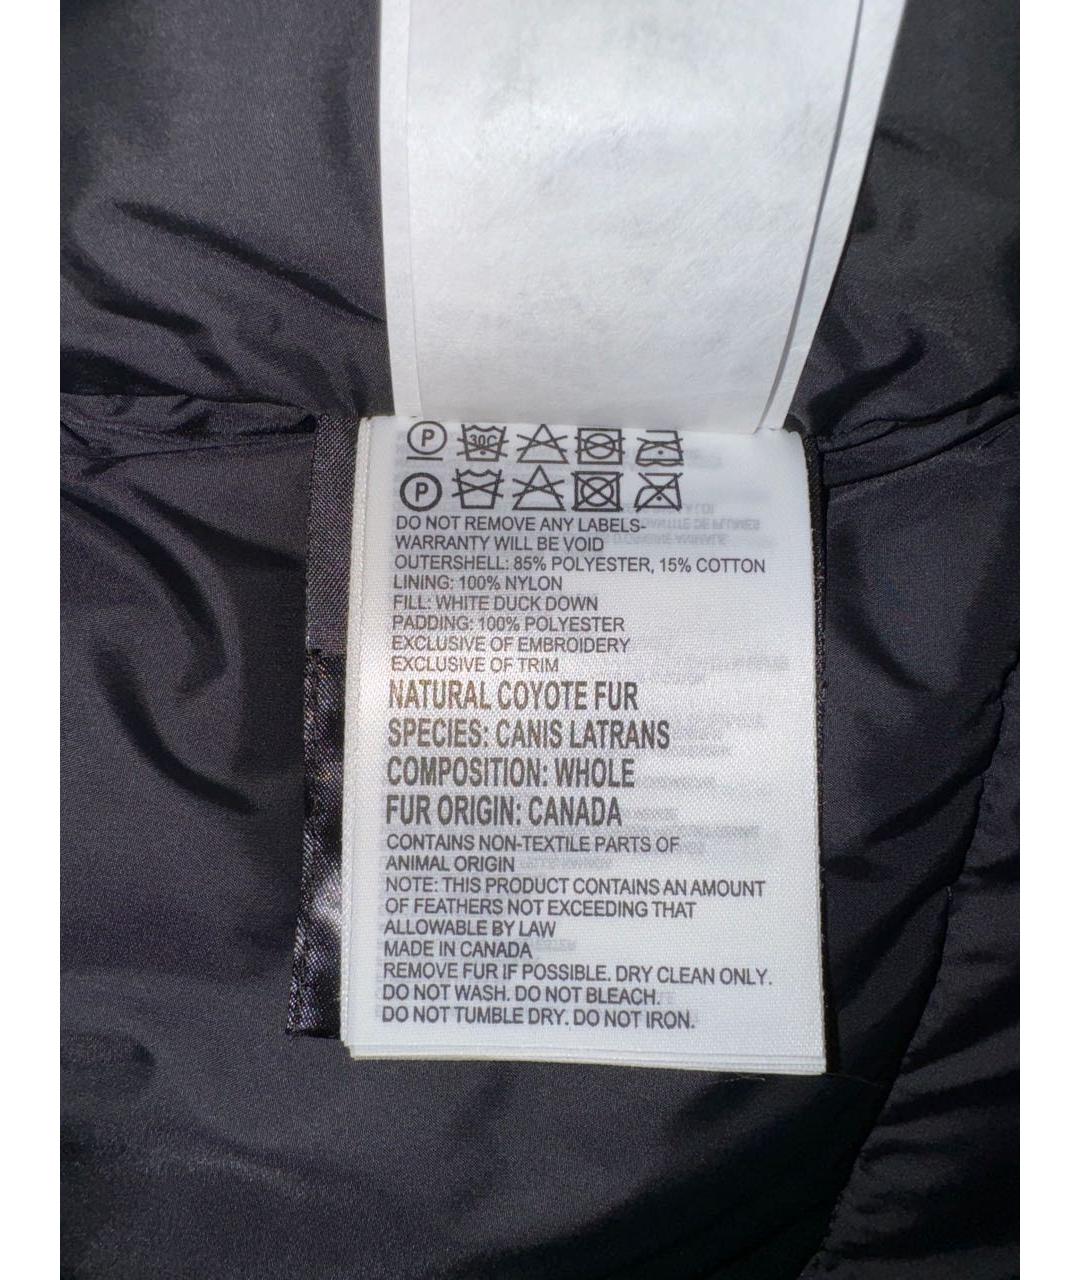 P 30C
P
DO NOT REMOVE ANY LABELS-
WARRANTY WILL BE VOID
OUTERSHELL: 85% POLYESTER, 15% COTTON
LINING: 100% NYLON
FILL: WHITE DUCK DOWN
PADDING: 100% POLYESTER
EXCLUSIVE OF EMBROIDERY
EXCLUSIVE OF TRIM
NATURAL COYOTE FUR
SPECIES: CANIS LATRANS
COMPOSITION: WHOLE
FUR ORIGIN: CANADA
CONTAINS NON-TEXTILE PARTS OF
ANIMAL ORIGIN
NOTE: THIS PRODUCT CONTAINS AN AMOUNT
OF FEATHERS NOT EXCEEDING THAT
ALLOWABLE BY LAW
MADE IN CANADA
REMOVE FUR IF POSSIBLE. DRY CLEAN ONLY.
DO NOT WASH. DO NOT BLEACH.
DO NOT TUMBLE DRY. DO NOT IRON.